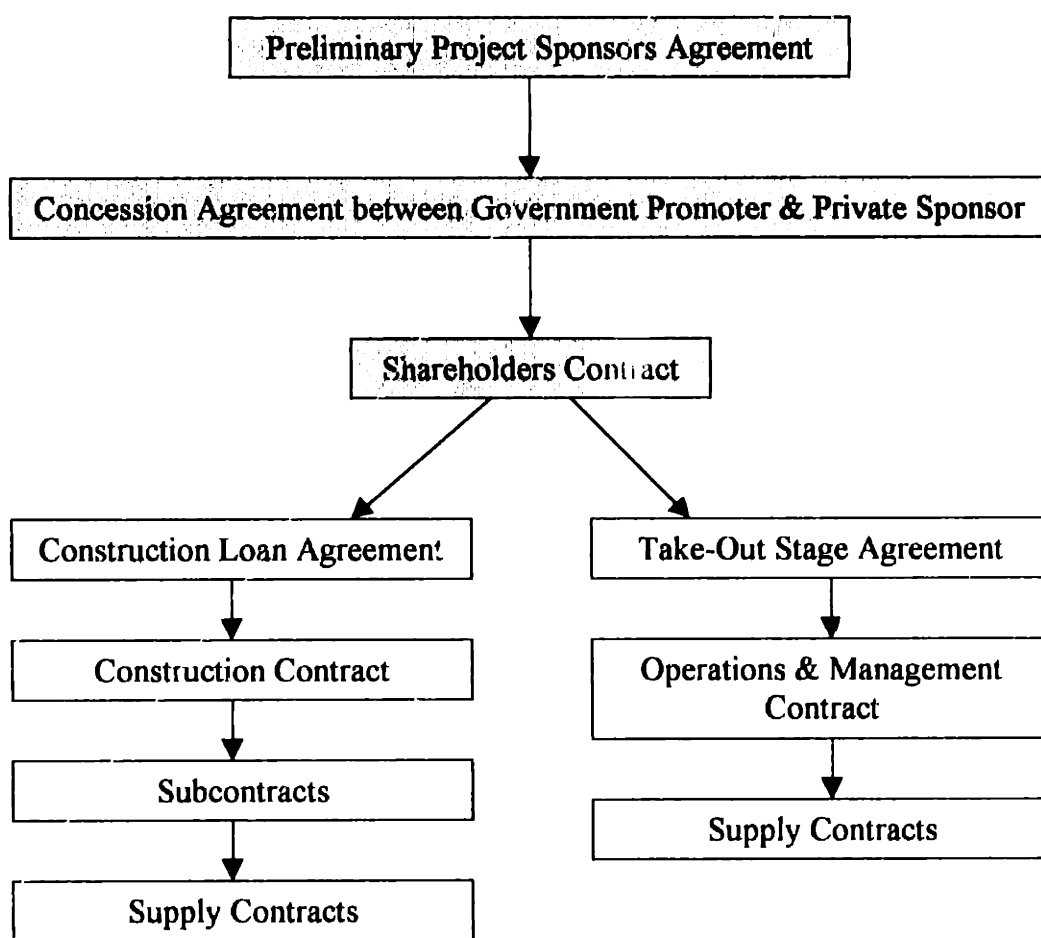 Preliminary Project Sponsors Agreement
Concession Agreement between Government Promoter & Private Sponsor
Shareholders Contract
Construction Loan Agreement
Take-Out Stage Agreement
Construction Contract
Operations & Management
Contract
Subcontracts
Supply Contracts
Supply Contracts